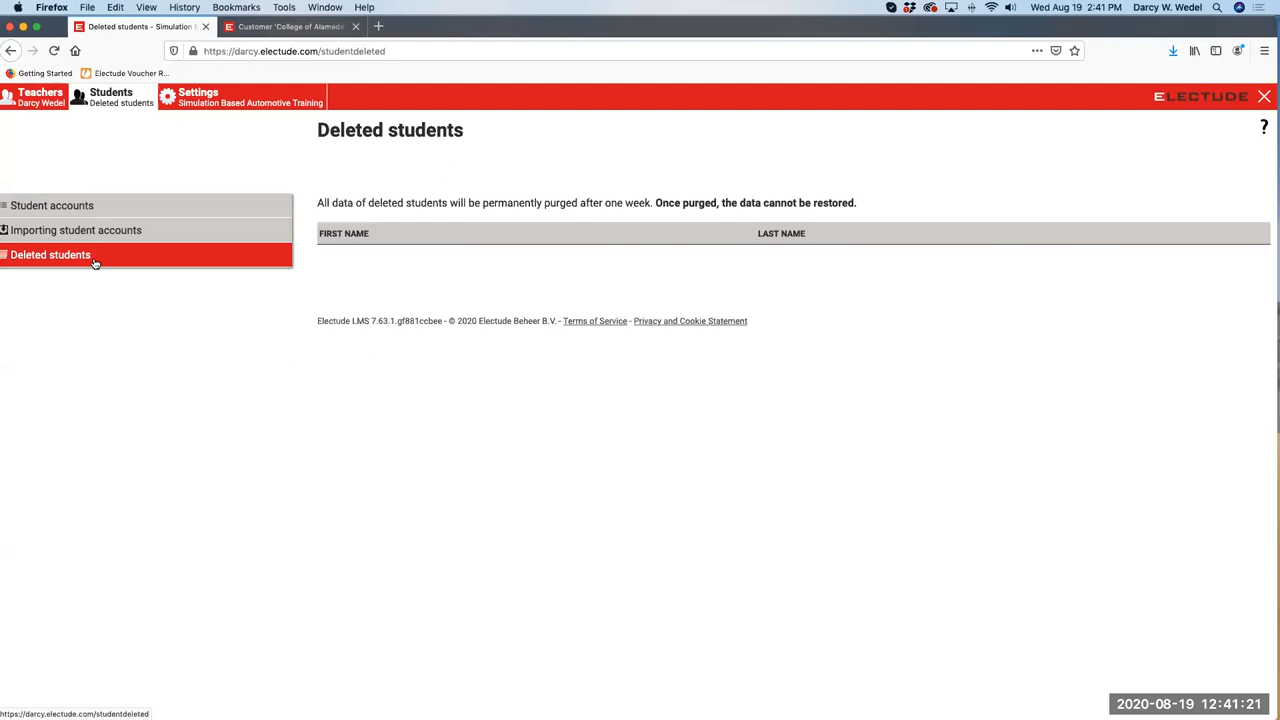 Firefox File Edit View History Bookmarks Tools Window Help Wed Aug 19 2:41 PM Darcy W. Wedel
Deleted students - Simulation Customer 'College of Alameda'
https://darcy.electude.com/studentdeleted
Getting Started Electude Voucher R...
Teachers
Darcy Wedel
Students
Deleted students
Settings
Simulation Based Automotive Training
ELECTUDE
Deleted students
?
Student accounts
Importing student accounts
Deleted students
All data of deleted students will be permanently purged after one week. Once purged, the data cannot be restored.
FIRST NAME LAST NAME
Electude LMS 7.63.1.gf881ccbee - © 2020 Electude Beheer B.V. - Terms of Service - Privacy and Cookie Statement
https://darcy.electude.com/studentdeleted
2020-08-19 12:41:21